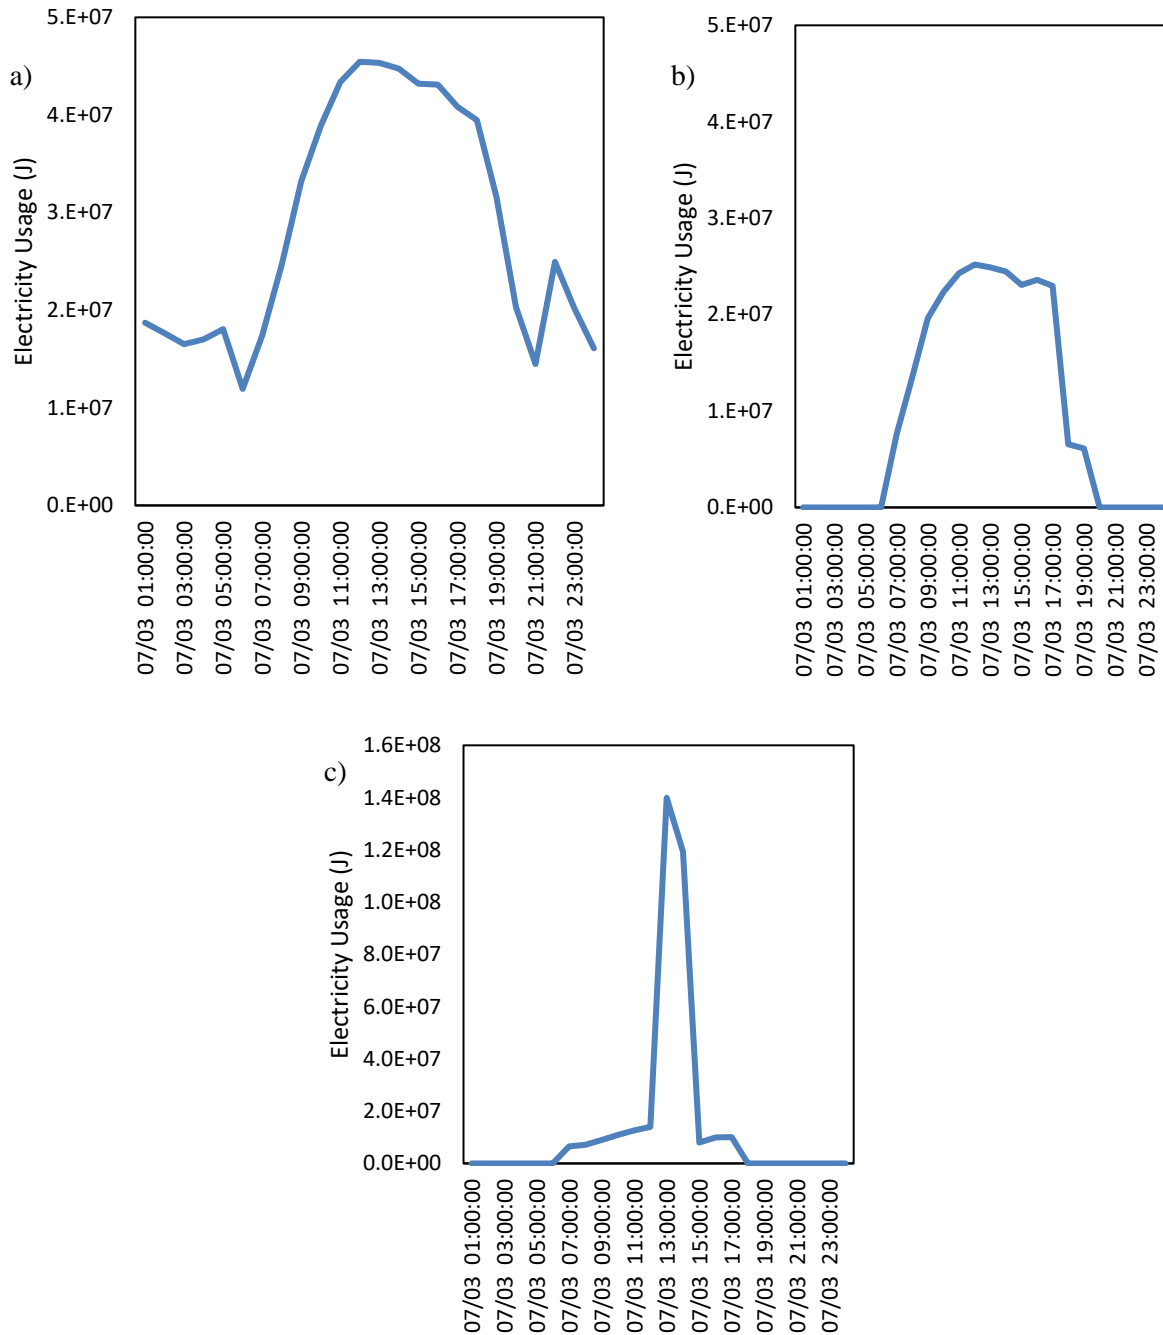 a)
Electricity Usage (J)
5.E+07
4.E+07
3.E+07
2.E+07
1.E+07
0.E+00
07/03 01:00:00
07/03 03:00:00
07/03 05:00:00
07/03 07:00:00
07/03 09:00:00
07/03 11:00:00
07/03 13:00:00
07/03 15:00:00
07/03 17:00:00
07/03 19:00:00
07/03 21:00:00
07/03 23:00:00
b)
Electricity Usage (J)
5.E+07
4.E+07
3.E+07
2.E+07
1.E+07
0.E+00
07/03 01:00:00
07/03 03:00:00
07/03 05:00:00
07/03 07:00:00
07/03 09:00:00
07/03 11:00:00
07/03 13:00:00
07/03 15:00:00
07/03 17:00:00
07/03 19:00:00
07/03 21:00:00
07/03 23:00:00
c)
Electricity Usage (J)
1.6E+08
1.4E+08
1.2E+08
1.0E+08
8.0E+07
6.0E+07
4.0E+07
2.0E+07
0.0E+00
07/03 01:00:00
07/03 03:00:00
07/03 05:00:00
07/03 07:00:00
07/03 09:00:00
07/03 11:00:00
07/03 13:00:00
07/03 15:00:00
07/03 17:00:00
07/03 19:00:00
07/03 21:00:00
07/03 23:00:00